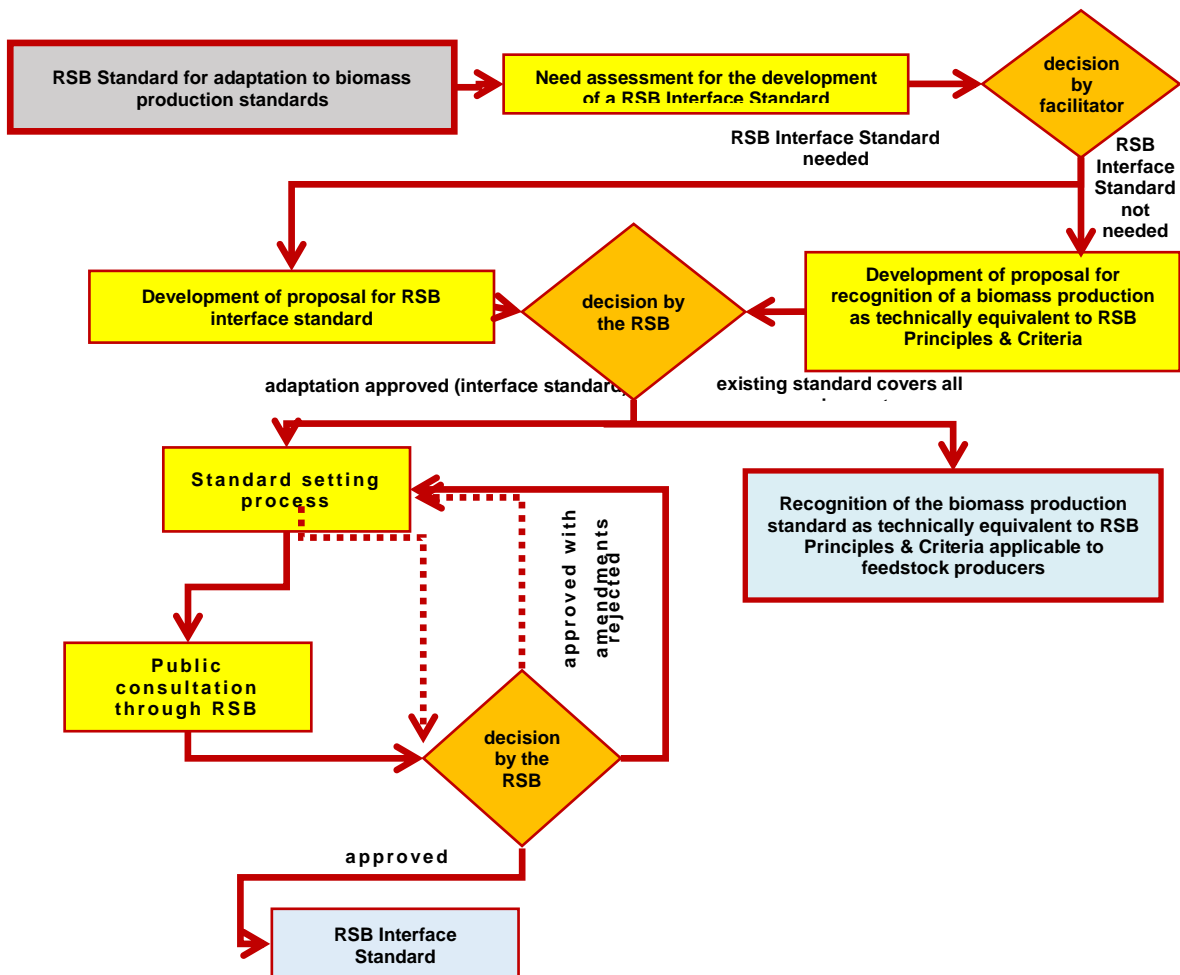 RSB Standard for adaptation to biomass
production standards
Need assessment for the development
of a RSB Interface Standard
decision
by
facilitator
RSB Interface Standard
needed
RSB
Interface
Standard
not
needed
Development of proposal for RSB
interface standard
decision by
the RSB
Development of proposal for
recognition of a biomass production
as technically equivalent to RSB
Principles & Criteria
adaptation approved (interface standard)
existing standard covers all
Standard setting
process
Recognition of the biomass production
standard as technically equivalent to RSB
Principles & Criteria applicable to
feedstock producers
approved with
amendments
rejected
Public
consultation
through RSB
decision
by the
RSB
approved
RSB Interface
Standard